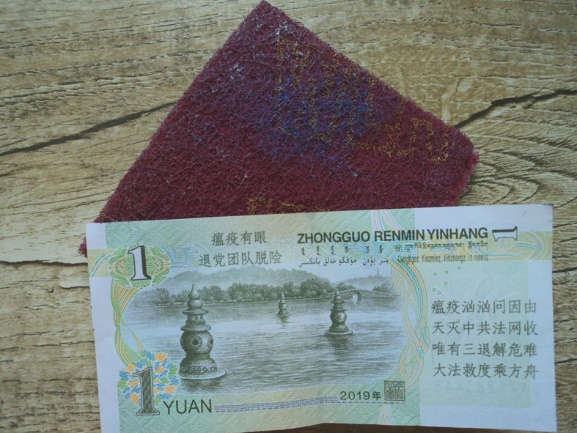 瘟疫有眼
退党团队脱险
ZHONGGUO RENMIN YINHANG
1
1
瘟疫汹汹问因由
天灭中共法网收
唯有三退解危难
大法救度乘方舟
1 YUAN
2019年